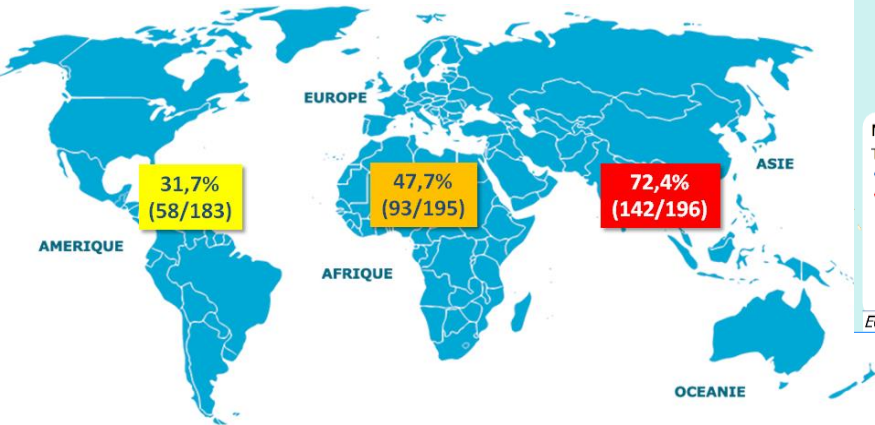 EUROPE
ASIE
31,7%
(58/183)
47,7%
(93/195)
72,4%
(142/196)
AMERIQUE
AFRIQUE
OCEANIE